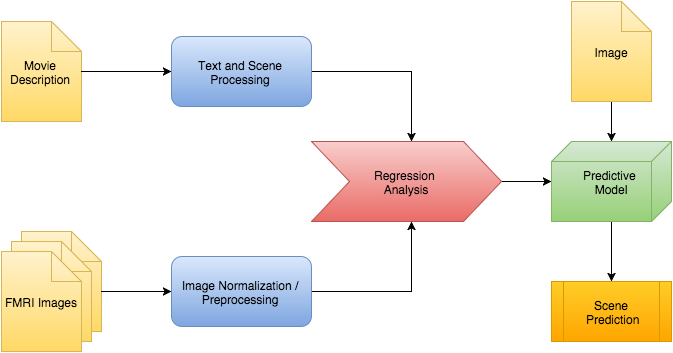 Movie
Description
Text and Scene
Processing
Image
Regression
Analysis
Predictive
Model
FMRI Images
Image Normalization /
Preprocessing
Scene
Prediction